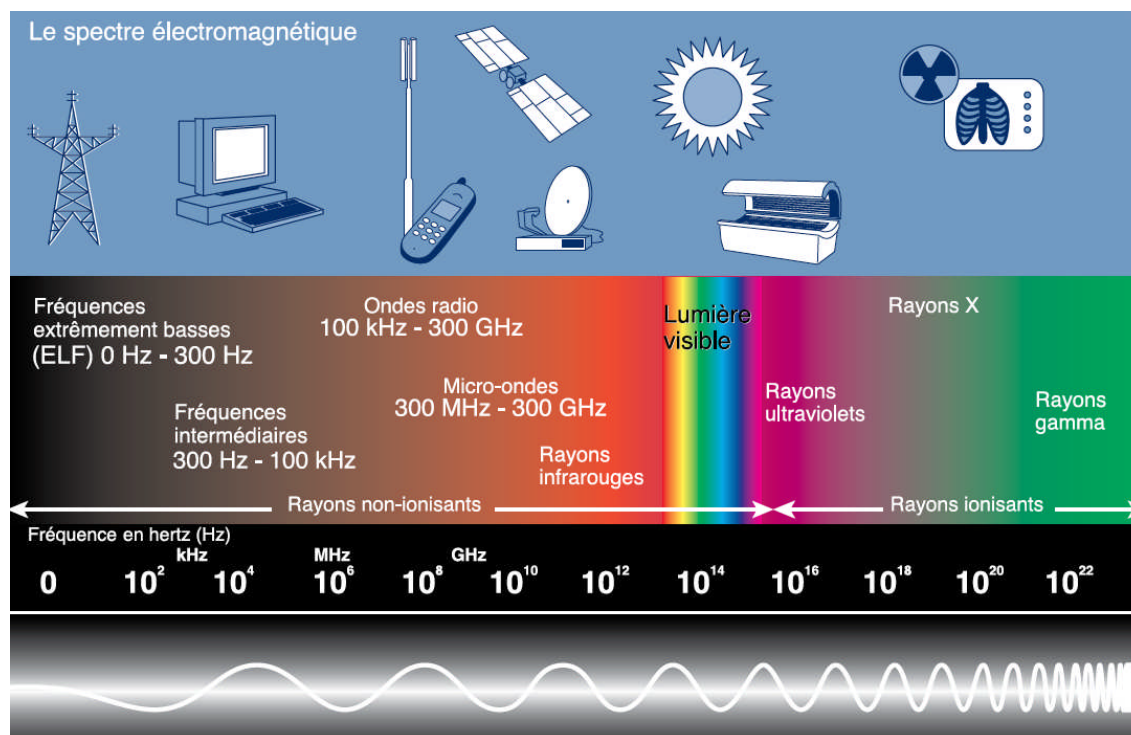 Le spectre électromagnétique
Fréquences
extrêmement basses
(ELF) 0 Hz - 300 Hz
Fréquences
intermédiaires
300 Hz - 100 kHz
Ondes radio
100 kHz - 300 GHz
Micro-ondes
300 MHz - 300 GHz
Rayons
infrarouges
Lumière
visible
Rayons
ultraviolets
Rayons X
Rayons
gamma
Rayons non-ionisants
Rayons ionisants
Fréquence en hertz (Hz)
kHz MHz GHz
0 10² 10⁴ 10⁶ 10⁸ 10¹⁰ 10¹² 10¹⁴ 10¹⁶ 10¹⁸ 10²⁰ 10²²